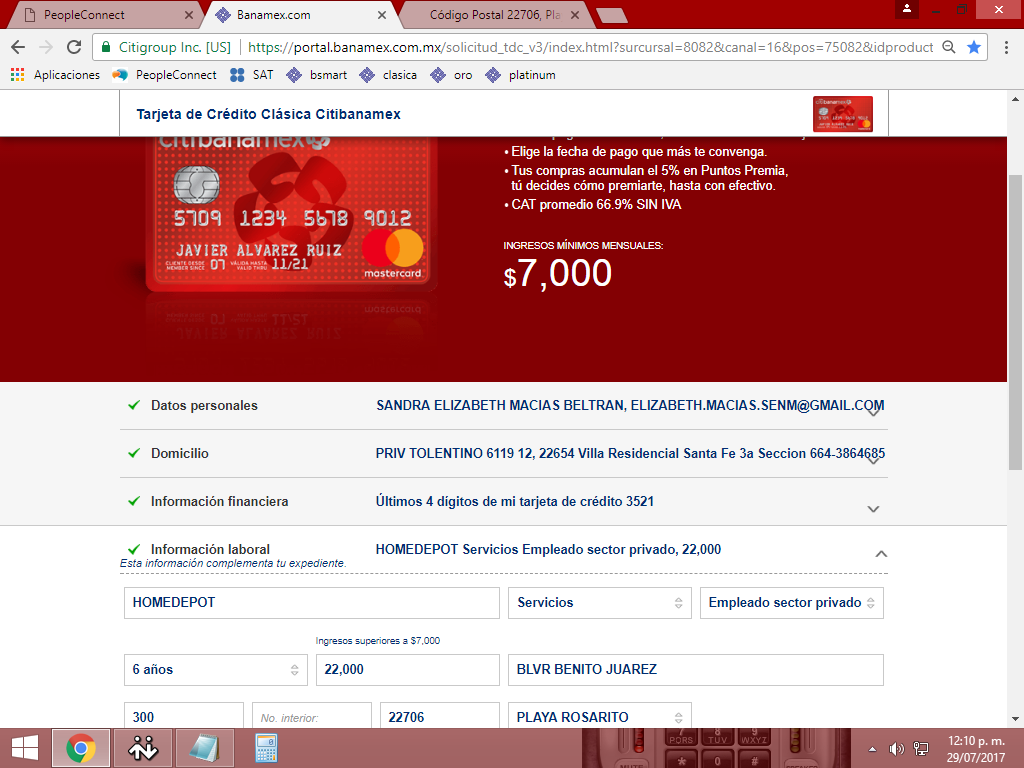 PeopleConnect
Banamex.com
Código Postal 22706, Pla
Citigroup Inc. [US] https://portal.banamex.com.mx/solicitud_tdc_v3/index.html?surcursal=8082&canal=16&pos=75082&idproduct
Aplicaciones PeopleConnect SAT bsmart clasica oro platinum
Tarjeta de Crédito Clásica Citibanamex
citibanamex
5709 1234 5678 9012
JAVIER ALVAREZ RUIZ
CLIENTE DESDE MEMBER SINCE 07 VÁLIDA HASTA VALID THRU 11/21
mastercard
• Elige la fecha de pago que más te convenga.
• Tus compras acumulan el 5% en Puntos Premia,
tú decides cómo premiarte, hasta con efectivo.
• CAT promedio 66.9% SIN IVA
INGRESOS MÍNIMOS MENSUALES:
$7,000
Datos personales SANDRA ELIZABETH MACIAS BELTRAN, ELIZABETH.MACIAS.SENM@GMAIL.COM
Domicilio PRIV TOLENTINO 6119 12, 22654 Villa Residencial Santa Fe 3a Seccion 664-3864685
Información financiera Últimos 4 dígitos de mi tarjeta de crédito 3521
Información laboral HOMEDEPOT Servicios Empleado sector privado, 22,000
Esta información complementa tu expediente.
HOMEDEPOT Servicios Empleado sector privado
Ingresos superiores a $7,000
6 años 22,000 BLVR BENITO JUAREZ
300 No. interior: 22706 PLAYA ROSARITO
PQRS TUV WXYZ
* 0 #
MUTE SPEAKER
12:10 p. m.
29/07/2017